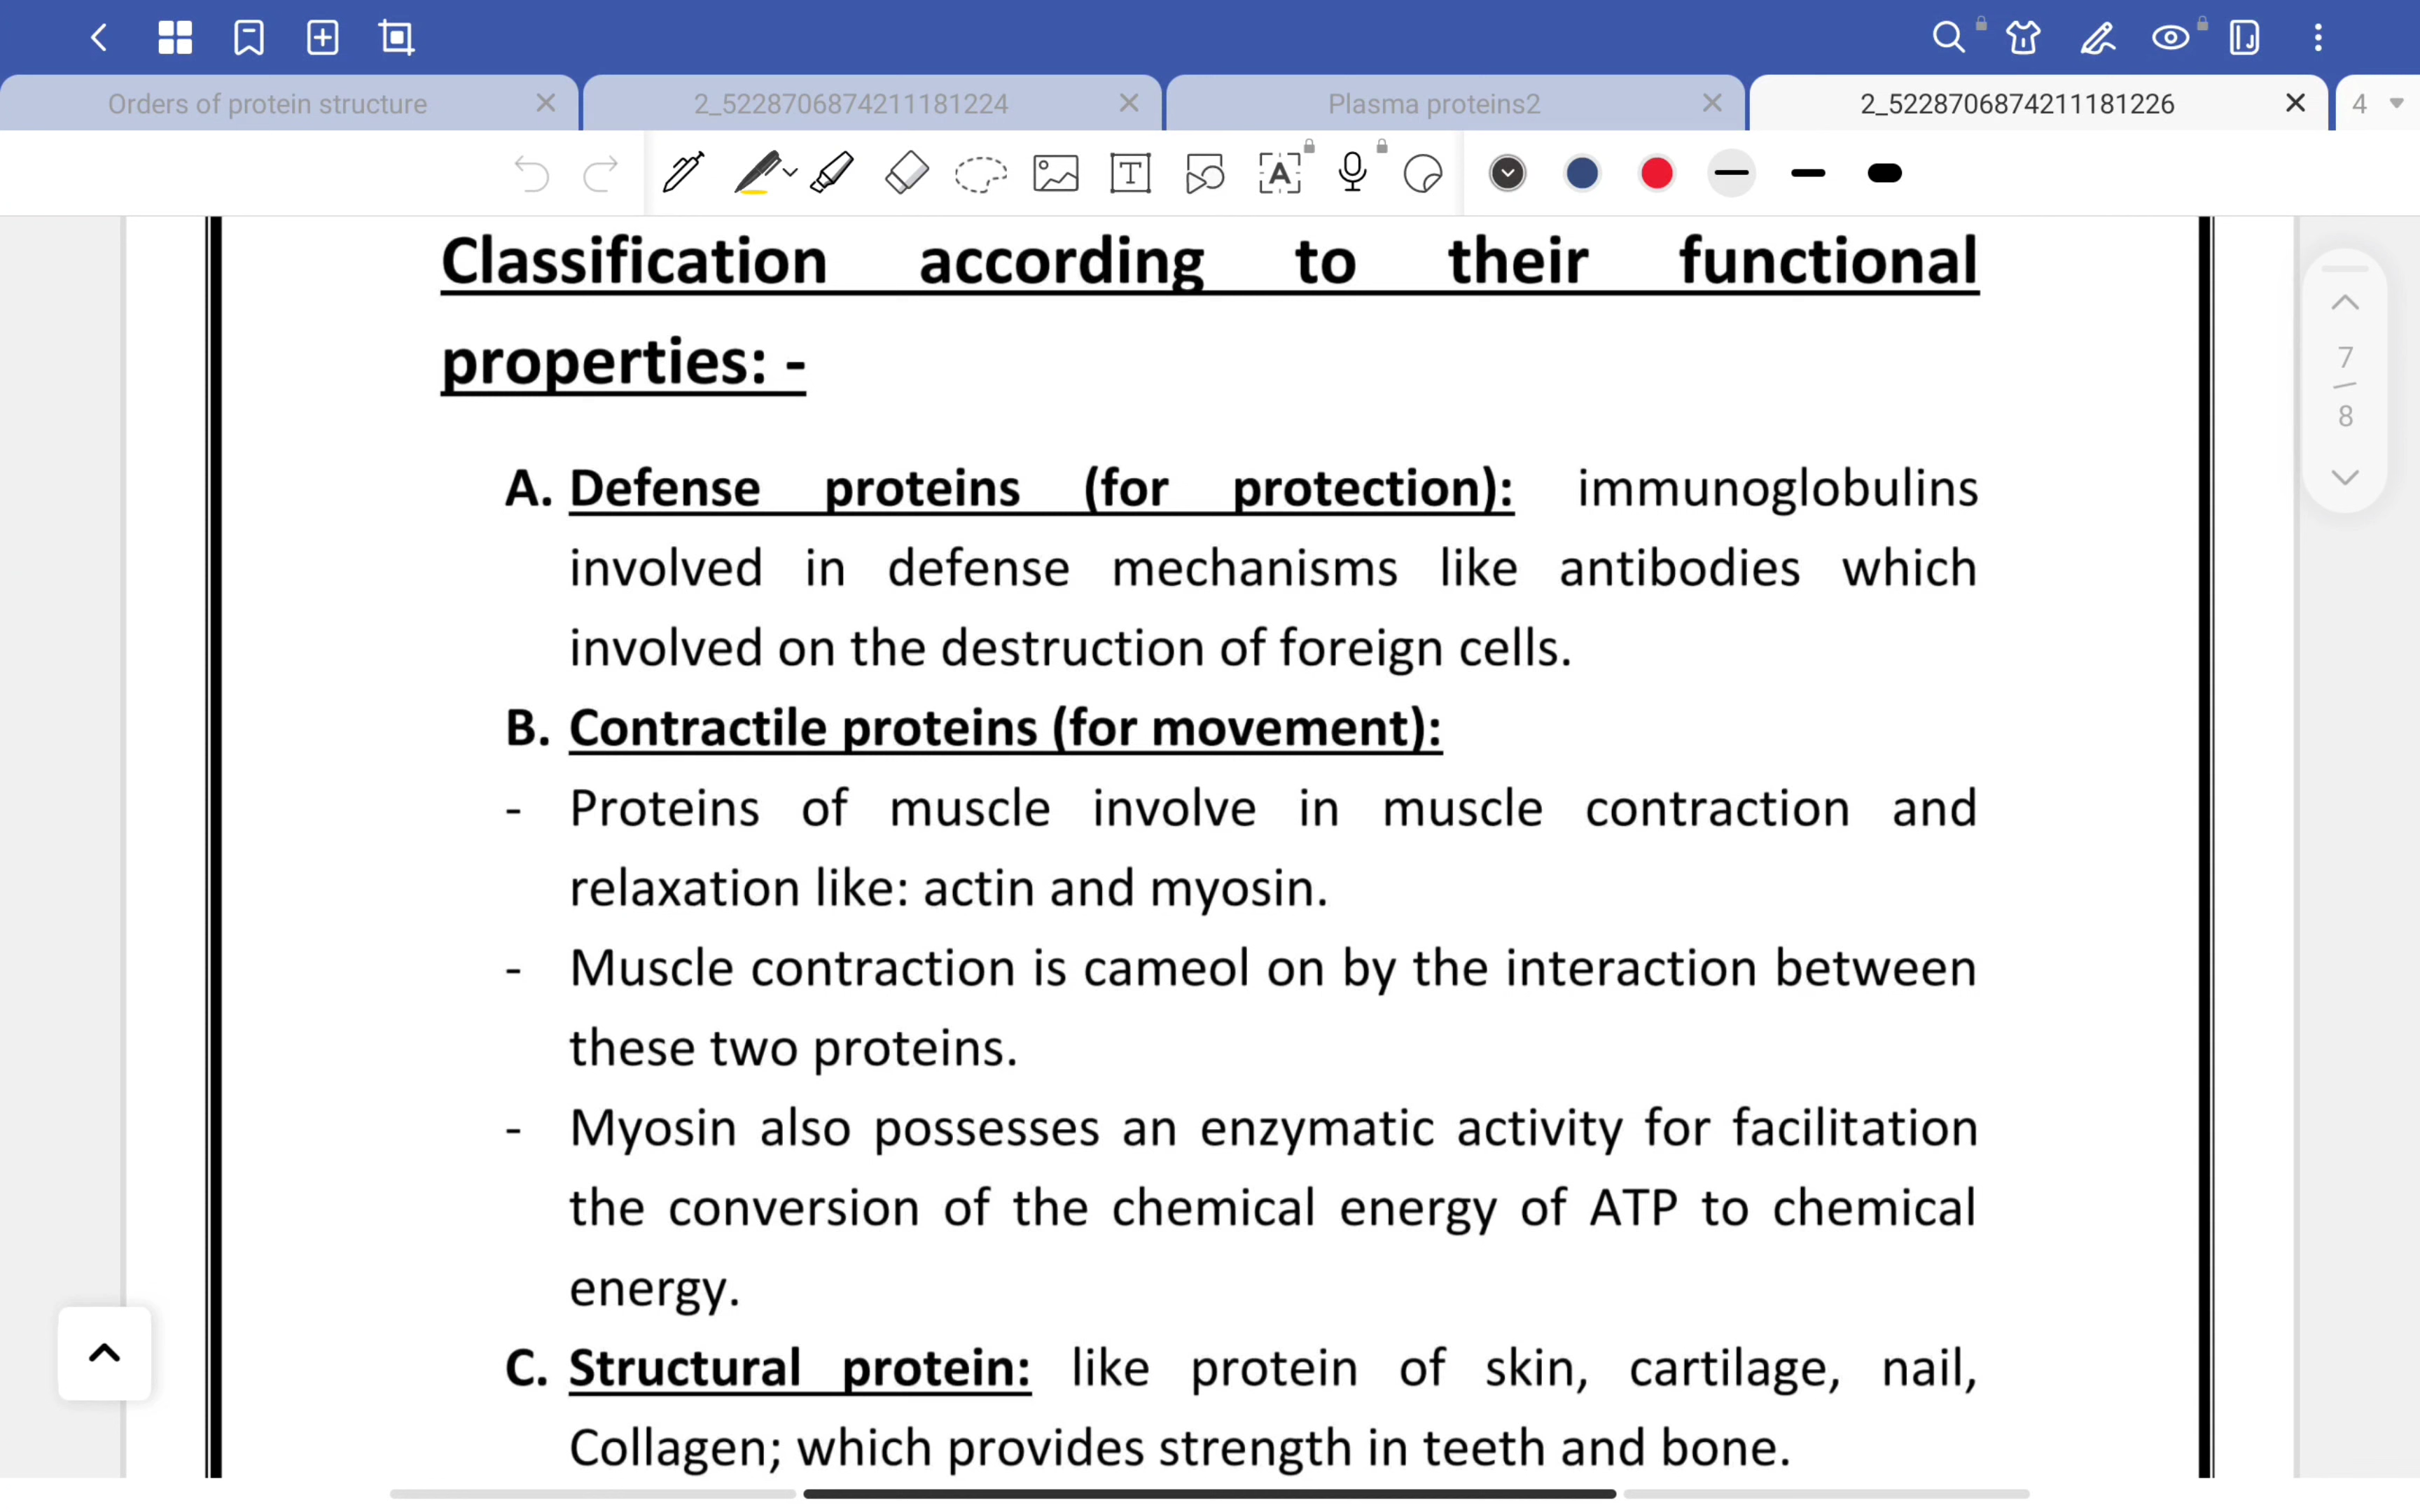 Orders of protein structure
2_5228706874211181224
Plasma proteins2
2_5228706874211181226
4
Classification according to their functional
properties: -
7
8
A. Defense proteins (for protection): immunoglobulins
involved in defense mechanisms like antibodies which
involved on the destruction of foreign cells.
B. Contractile proteins (for movement):
- Proteins of muscle involve in muscle contraction and
relaxation like: actin and myosin.
- Muscle contraction is cameol on by the interaction between
these two proteins.
- Myosin also possesses an enzymatic activity for facilitation
the conversion of the chemical energy of ATP to chemical
energy.
C. Structural protein: like protein of skin, cartilage, nail,
Collagen; which provides strength in teeth and bone.